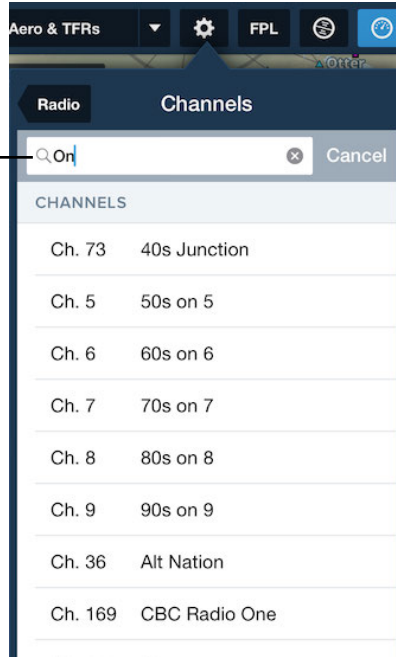 Aero & TFRs FPL
Otter
Radio Channels
On Cancel
CHANNELS
Ch. 73 40s Junction
Ch. 5 50s on 5
Ch. 6 60s on 6
Ch. 7 70s on 7
Ch. 8 80s on 8
Ch. 9 90s on 9
Ch. 36 Alt Nation
Ch. 169 CBC Radio One